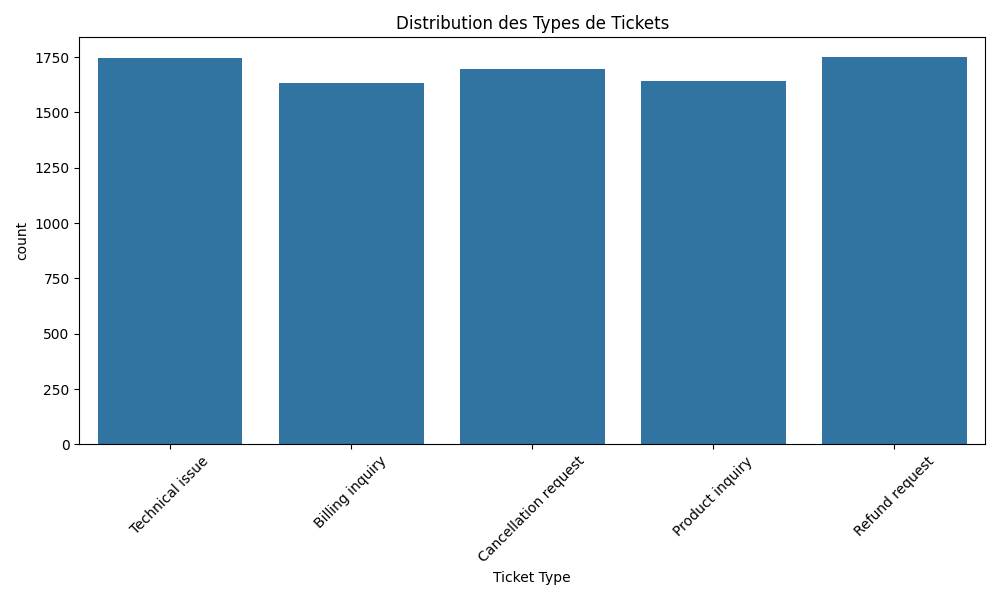 Distribution des Types de Tickets
count
1750
1500
1250
1000
750
500
250
0
Technical issue
Billing inquiry
Cancellation request
Product inquiry
Refund request
Ticket Type